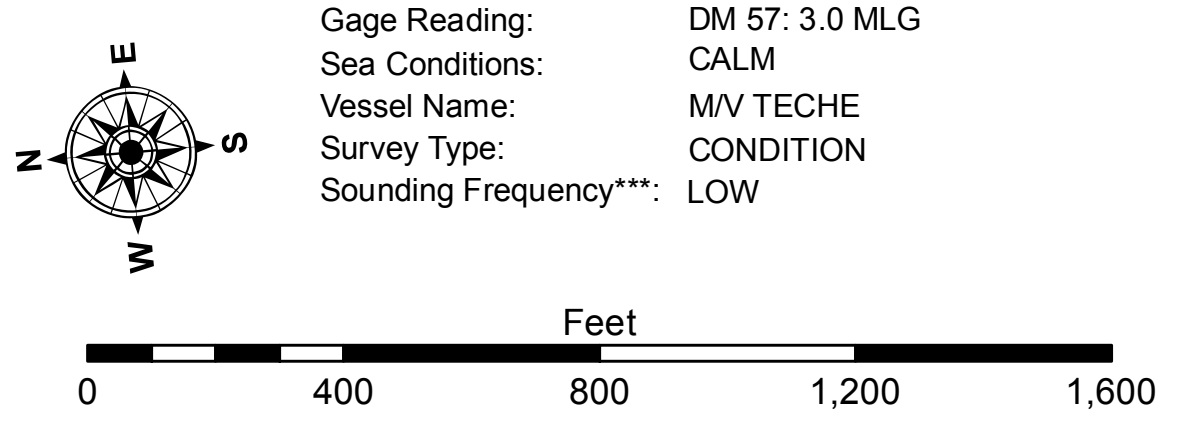 Gage Reading: DM 57: 3.0 MLG
Sea Conditions: CALM
Vessel Name: M/V TECHE
Survey Type: CONDITION
Sounding Frequency***: LOW
E
N
S
W
Feet
0 400 800 1,200 1,600